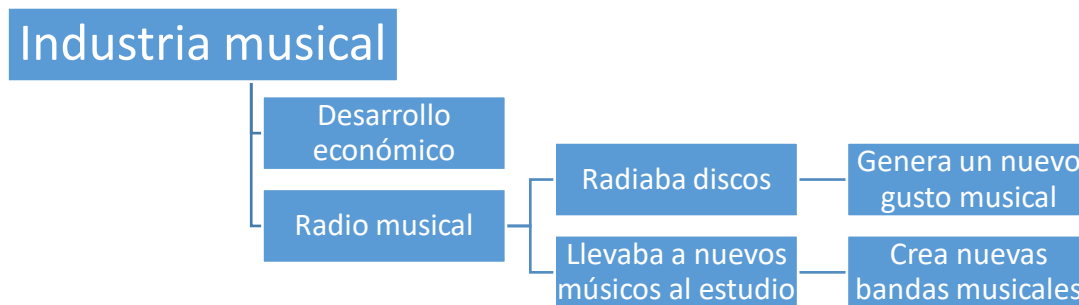 Industria musical
Desarrollo
económico
Radio musical
Radiaba discos
Genera un nuevo
gusto musical
Llevaba a nuevos
músicos al estudio
Crea nuevas
bandas musicales